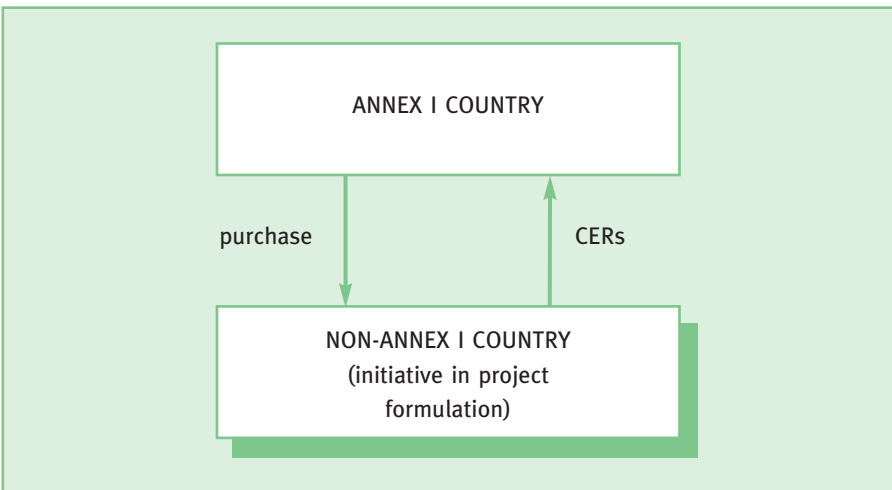 ANNEX I COUNTRY
purchase
CERs
NON-ANNEX I COUNTRY
(initiative in project
formulation)